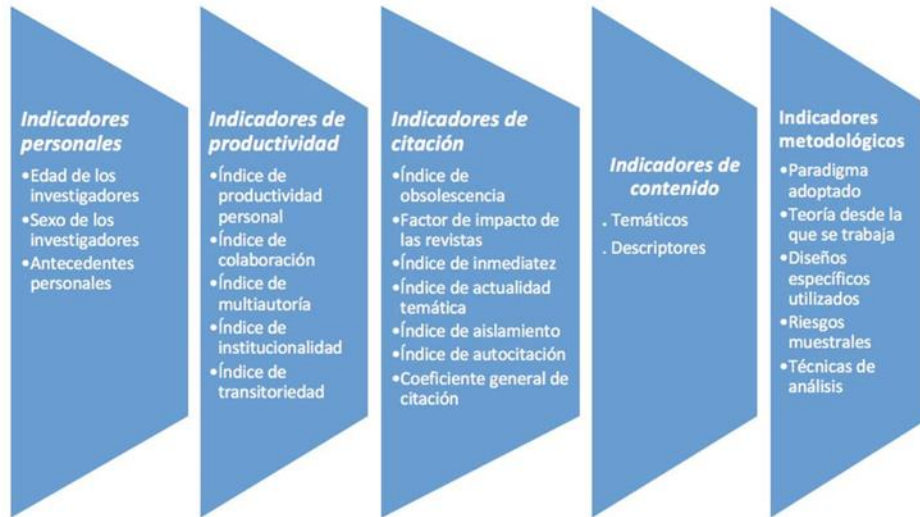 Indicadores
personales
•Edad de los
investigadores
•Sexo de los
investigadores
•Antecedentes
personales
Indicadores de
productividad
•Índice de
productividad
personal
•Índice de
colaboración
•Índice de
multiautoría
•Índice de
institucionalidad
•Índice de
transitoriedad
Indicadores de
citación
•Índice de
obsolescencia
•Factor de impacto de
las revistas
•Índice de inmediatez
•Índice de actualidad
temática
•Índice de aislamiento
•Índice de autocitación
•Coeficiente general de
citación
Indicadores de
contenido
. Temáticos
. Descriptores
Indicadores
metodológicos
•Paradigma
adoptado
•Teoría desde la
que se trabaja
•Diseños
específicos
utilizados
•Riesgos
muestrales
•Técnicas de
análisis